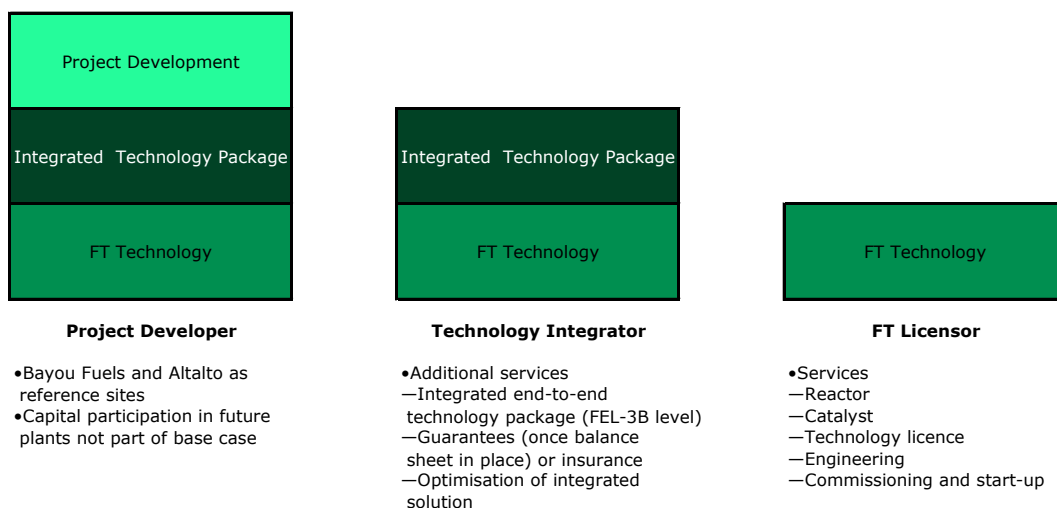 Project Development
Integrated Technology Package
FT Technology
Project Developer
•Bayou Fuels and Altalto as
reference sites
•Capital participation in future
plants not part of base case
Integrated Technology Package
FT Technology
Technology Integrator
•Additional services
—Integrated end-to-end
technology package (FEL-3B level)
—Guarantees (once balance
sheet in place) or insurance
—Optimisation of integrated
solution
FT Technology
FT Licensor
•Services
—Reactor
—Catalyst
—Technology licence
—Engineering
—Commissioning and start-up